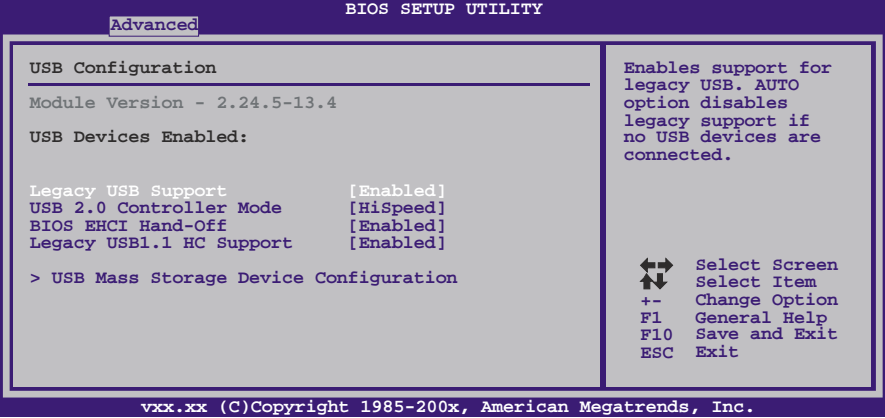 BIOS SETUP UTILITY
Advanced
USB Configuration
Module Version - 2.24.5-13.4
USB Devices Enabled:
Legacy USB Support [Enabled]
USB 2.0 Controller Mode [HiSpeed]
BIOS EHCI Hand-Off [Enabled]
Legacy USB1.1 HC Support [Enabled]
> USB Mass Storage Device Configuration
Enables support for
legacy USB. AUTO
option disables
legacy support if
no USB devices are
connected.
Select Screen
Select Item
+- Change Option
F1 General Help
F10 Save and Exit
ESC Exit
vxx.xx (C)Copyright 1985-200x, American Megatrends, Inc.